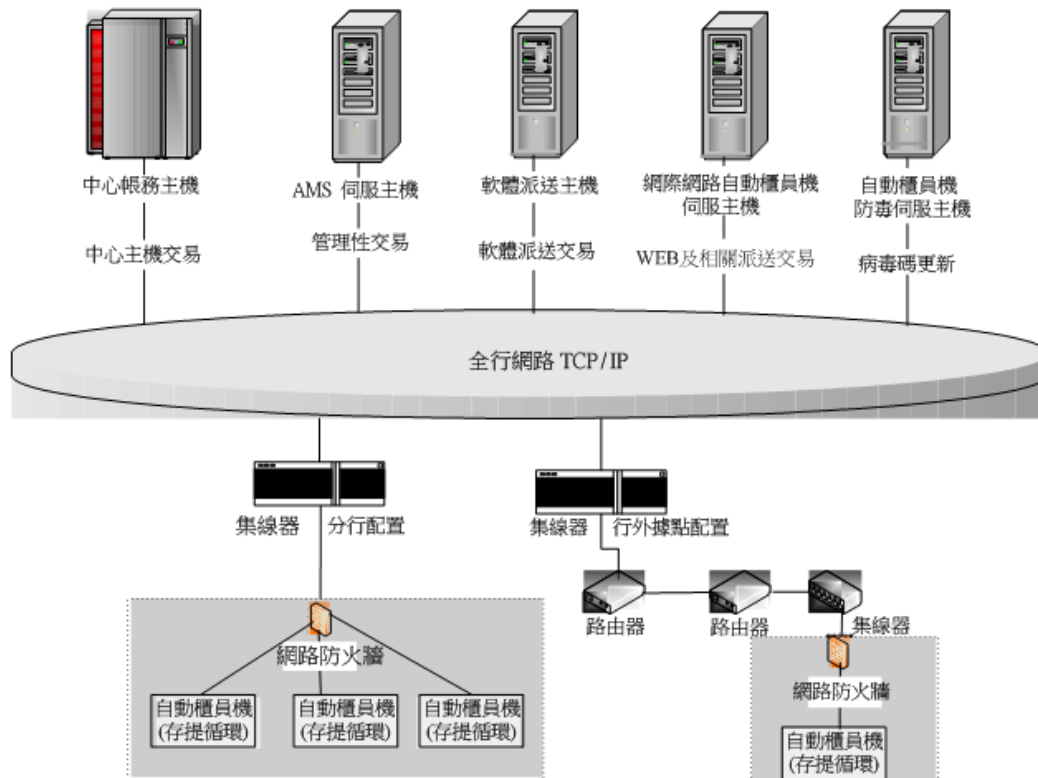 中心帳務主機
AMS 伺服主機
軟體派送主機
網際網路自動櫃員機
伺服主機
自動櫃員機
防毒伺服主機
中心主機交易
管理性交易
軟體派送交易
WEB及相關派送交易
病毒碼更新
全行網路 TCP/IP
集線器
分行配置
集線器
行外據點配置
路由器
路由器
集線器
網路防火牆
自動櫃員機
(存提循環)
自動櫃員機
(存提循環)
自動櫃員機
(存提循環)
網路防火牆
自動櫃員機
(存提循環)